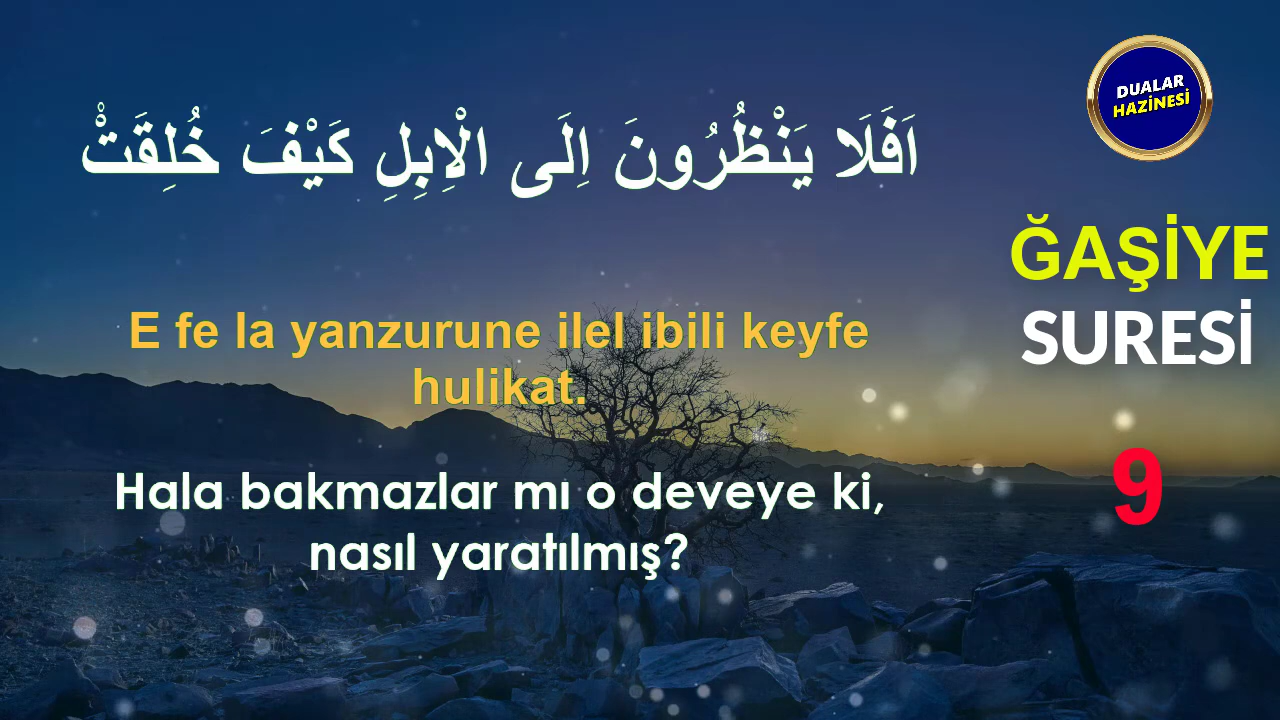 اَفَلَا يَنْظُرُونَ اِلَى الْاِبِلِ كَيْفَ خُلِقَتْ۠
E fe la yanzurune ilel ibili keyfe
hulikat.
Hala bakmazlar mı o deveye ki,
nasıl yaratılmış?
DUALAR
HAZİNESİ
ĞAŞİYE
SURESİ
9